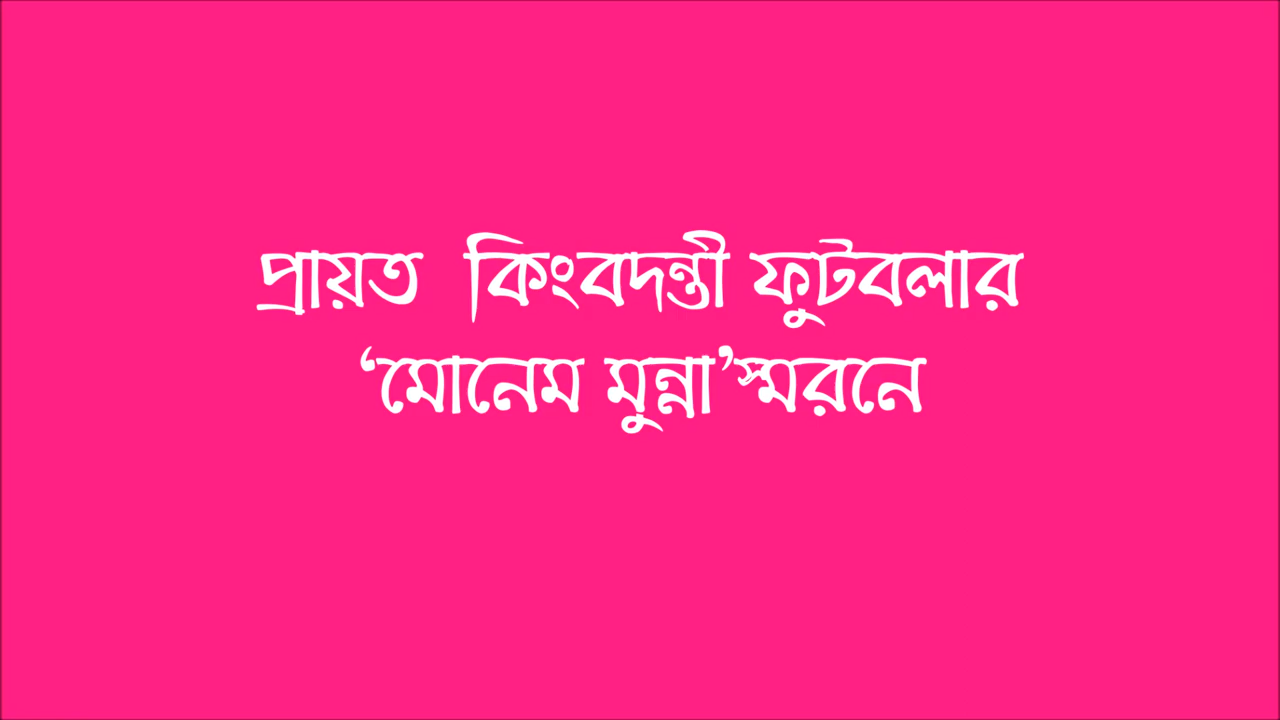 প্রায়ত কিংবদন্তী ফুটবলার
‘মোনেম মুন্না’স্মরনে